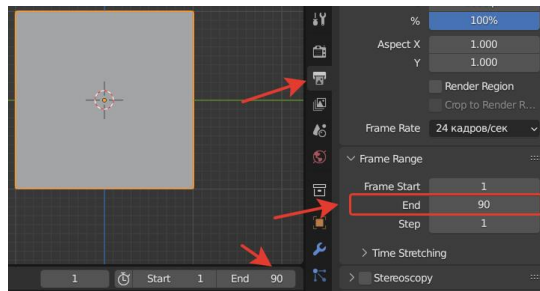 % 100%
Aspect X 1.000
Y 1.000
Render Region
Crop to Render R...
Frame Rate 24 кадров/сек
Frame Range
Frame Start 1
End 90
Step 1
Time Stretching
Stereoscopy
1 Start 1 End 90